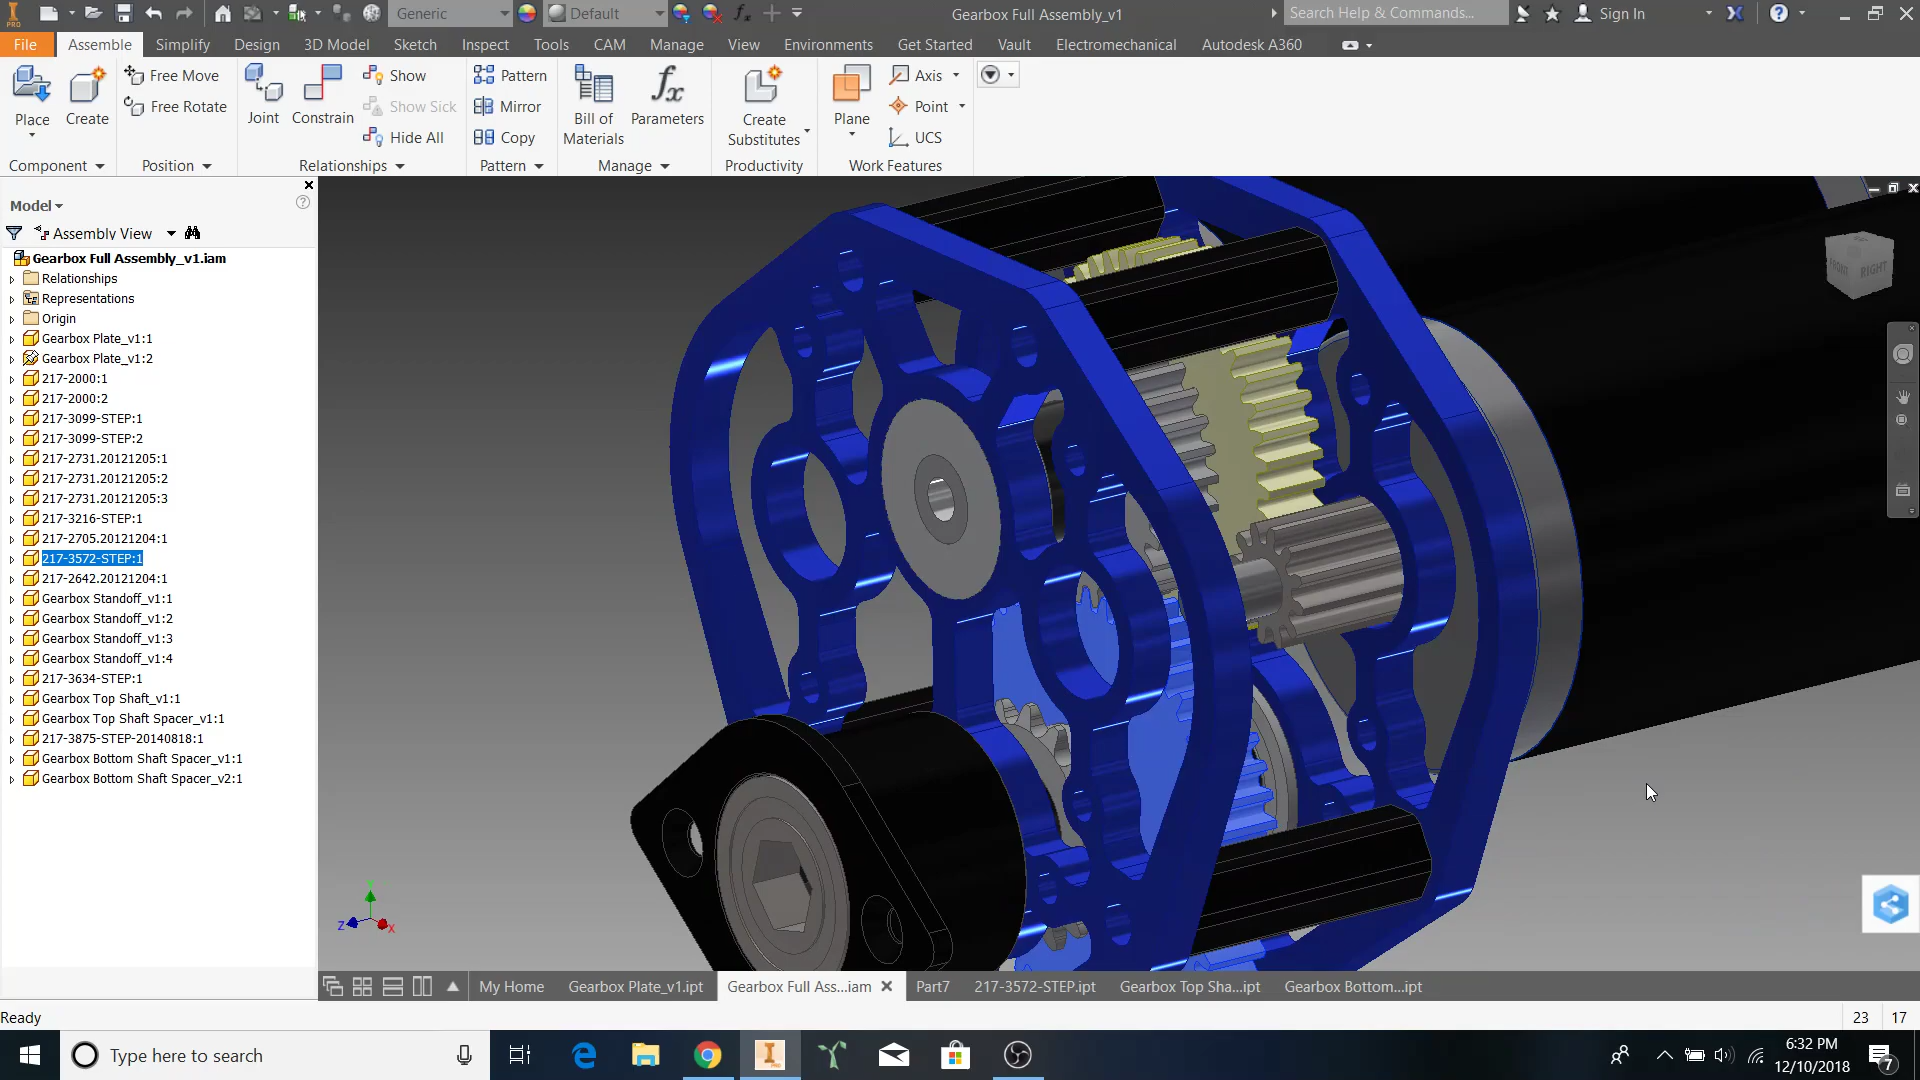 PRO
Generic
Default
Gearbox Full Assembly_v1
Search Help & Commands...
Sign In
File
Assemble
Simplify
Design
3D Model
Sketch
Inspect
Tools
CAM
Manage
View
Environments
Get Started
Vault
Electromechanical
Autodesk A360
Place
Create
Free Move
Free Rotate
Joint
Constrain
Show
Show Sick
Hide All
Pattern
Mirror
Copy
Bill of Materials
Parameters
Create Substitutes
Plane
Axis
Point
UCS
Component
Position
Relationships
Pattern
Manage
Productivity
Work Features
Model
Assembly View
Gearbox Full Assembly_v1.iam
Relationships
Representations
Origin
Gearbox Plate_v1:1
Gearbox Plate_v1:2
217-2000:1
217-2000:2
217-3099-STEP:1
217-3099-STEP:2
217-2731.20121205:1
217-2731.20121205:2
217-2731.20121205:3
217-3216-STEP:1
217-2705.20121204:1
217-3572-STEP:1
217-2642.20121204:1
Gearbox Standoff_v1:1
Gearbox Standoff_v1:2
Gearbox Standoff_v1:3
Gearbox Standoff_v1:4
217-3634-STEP:1
Gearbox Top Shaft_v1:1
Gearbox Top Shaft Spacer_v1:1
217-3875-STEP-20140818:1
Gearbox Bottom Shaft Spacer_v1:1
Gearbox Bottom Shaft Spacer_v2:1
FRONT
RIGHT
Z
X
My Home
Gearbox Plate_v1.ipt
Gearbox Full Ass...iam
Part7
217-3572-STEP.ipt
Gearbox Top Sha...ipt
Gearbox Bottom...ipt
Ready
23
17
Type here to search
6:32 PM
12/10/2018
7